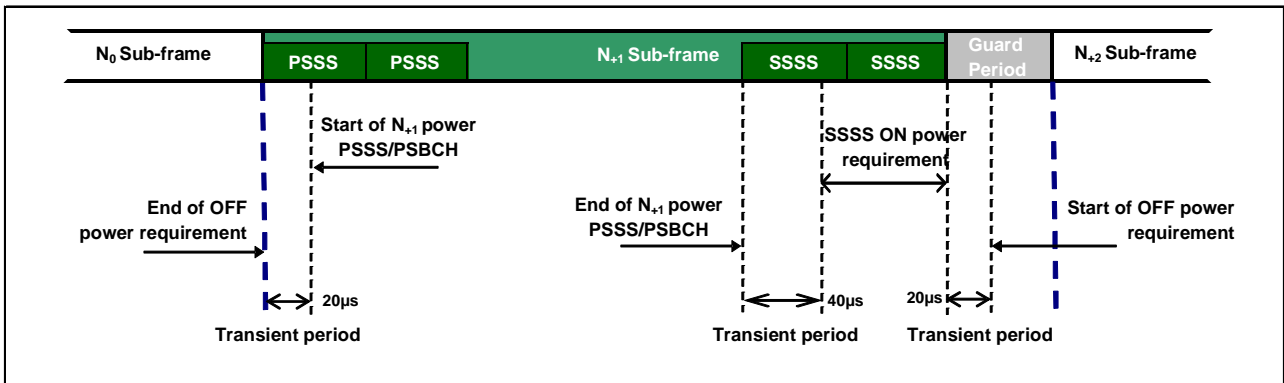 N0 Sub-frame
PSSS
PSSS
N+1 Sub-frame
SSSS
SSSS
Guard
Period
N+2 Sub-frame
Start of N+1 power
PSSS/PSBCH
SSSS ON power
requirement
End of OFF
power requirement
End of N+1 power
PSSS/PSBCH
Start of OFF power
requirement
20µs
40µs
20µs
Transient period
Transient period
Transient period